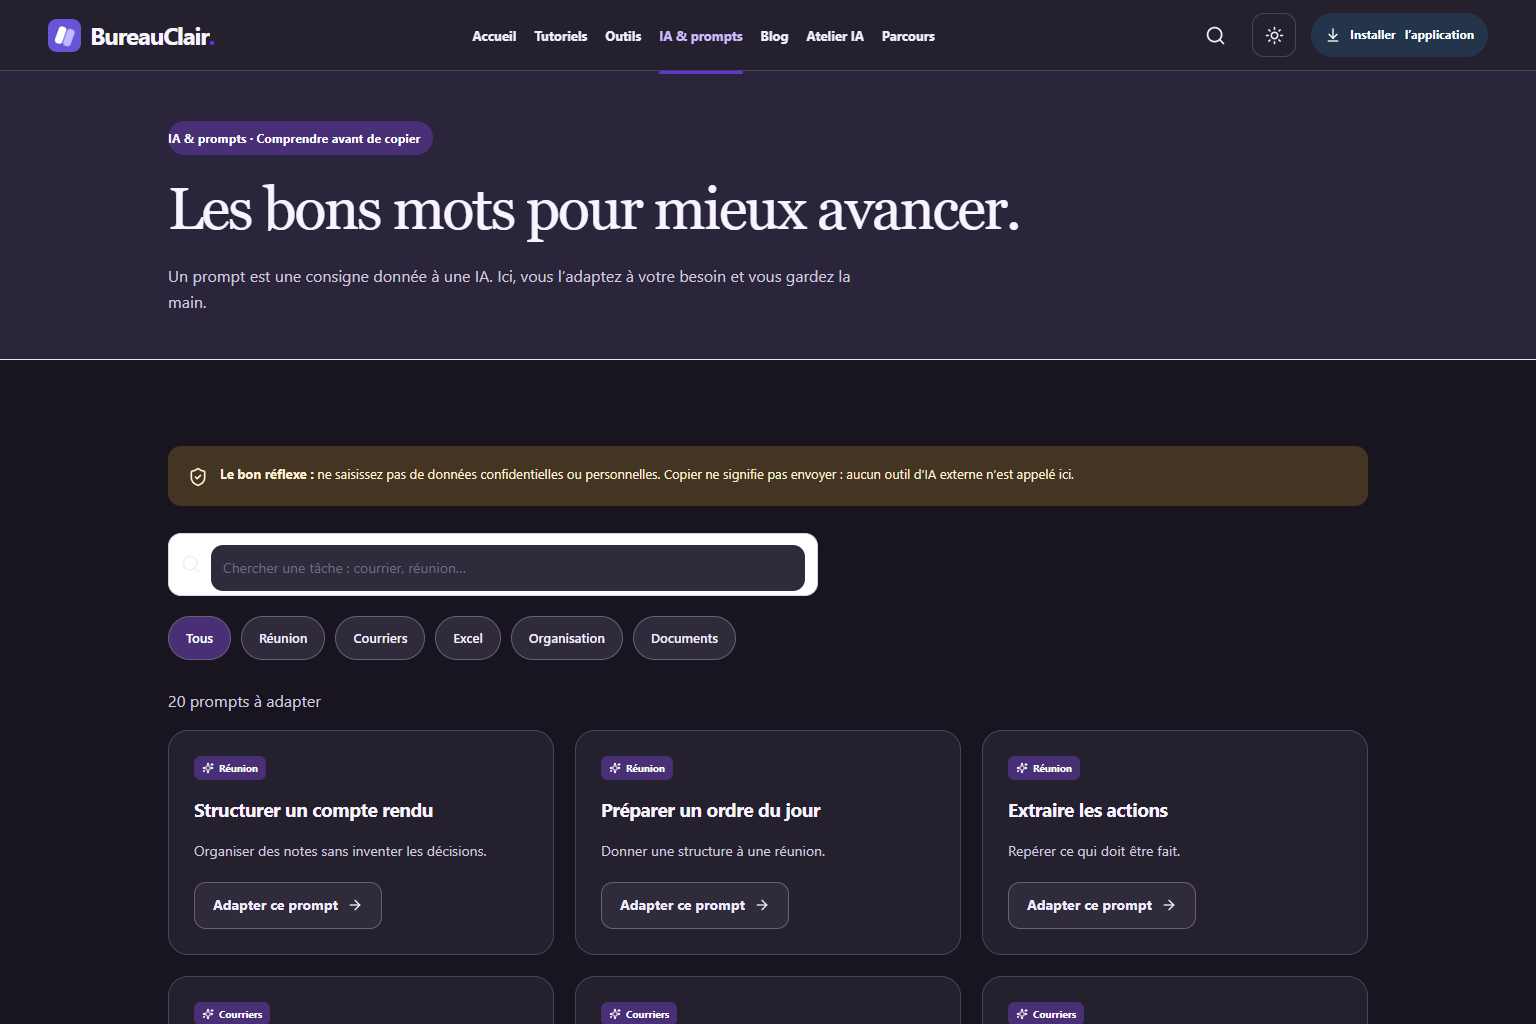 BureauClair.
Accueil Tutoriels Outils IA & prompts Blog Atelier IA Parcours
Installer l’application
IA & prompts · Comprendre avant de copier
Les bons mots pour mieux avancer.
Un prompt est une consigne donnée à une IA. Ici, vous l’adaptez à votre besoin et vous gardez la
main.
Le bon réflexe : ne saisissez pas de données confidentielles ou personnelles. Copier ne signifie pas envoyer : aucun outil d’IA externe n’est appelé ici.
Chercher une tâche : courrier, réunion…
Tous Réunion Courriers Excel Organisation Documents
20 prompts à adapter
Réunion
Structurer un compte rendu
Organiser des notes sans inventer les décisions.
Adapter ce prompt
Réunion
Préparer un ordre du jour
Donner une structure à une réunion.
Adapter ce prompt
Réunion
Extraire les actions
Repérer ce qui doit être fait.
Adapter ce prompt
Courriers
Courriers
Courriers